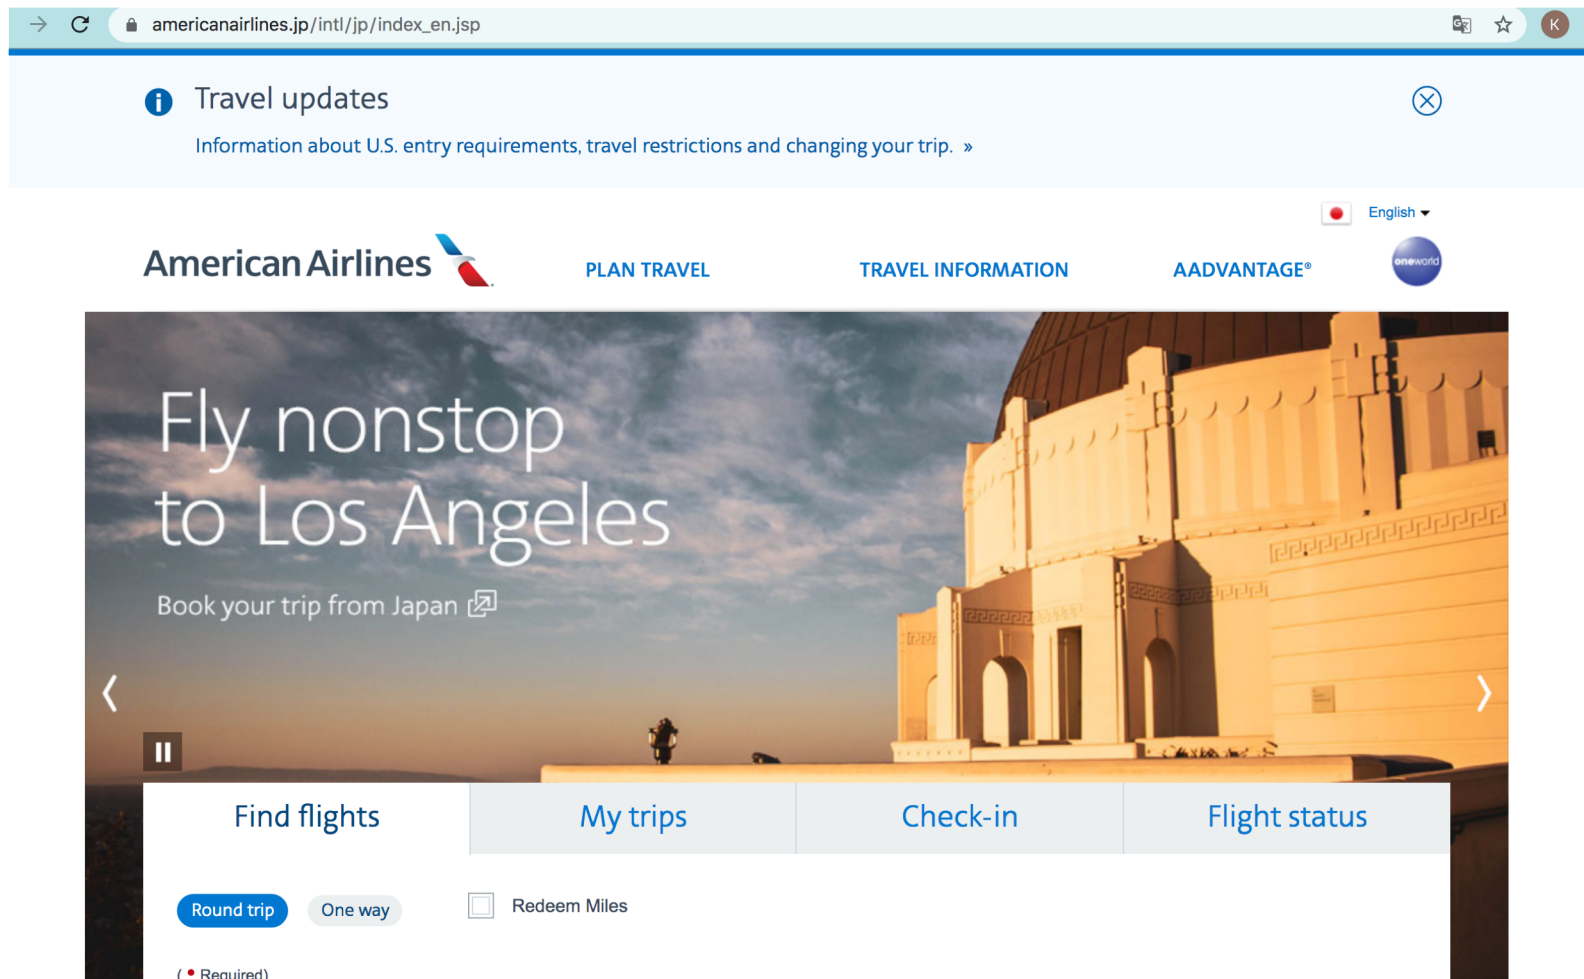 americanairlines.jp/intl/jp/index_en.jsp
K
Travel updates
Information about U.S. entry requirements, travel restrictions and changing your trip. »
English
American Airlines
PLAN TRAVEL
TRAVEL INFORMATION
AADVANTAGE®
oneworld
Fly nonstop
to Los Angeles
Book your trip from Japan
Find flights
My trips
Check-in
Flight status
Round trip
One way
Redeem Miles
( • Required)